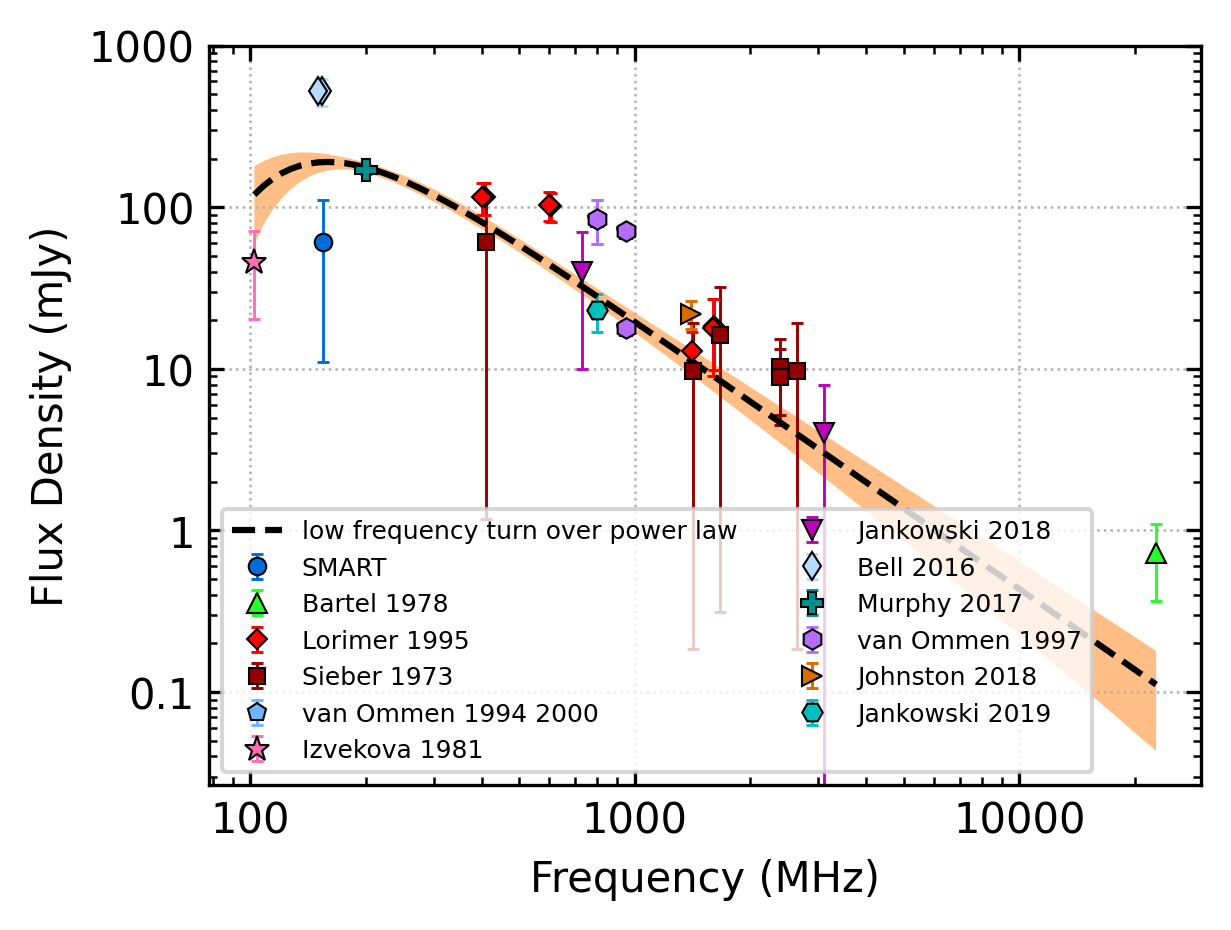 1000
100
10
1
0.1
Flux Density (mJy)
low frequency turn over power law
SMART
Bartel 1978
Lorimer 1995
Sieber 1973
van Ommen 1994 2000
Izvekova 1981
Jankowski 2018
Bell 2016
Murphy 2017
van Ommen 1997
Johnston 2018
Jankowski 2019
100
1000
10000
Frequency (MHz)